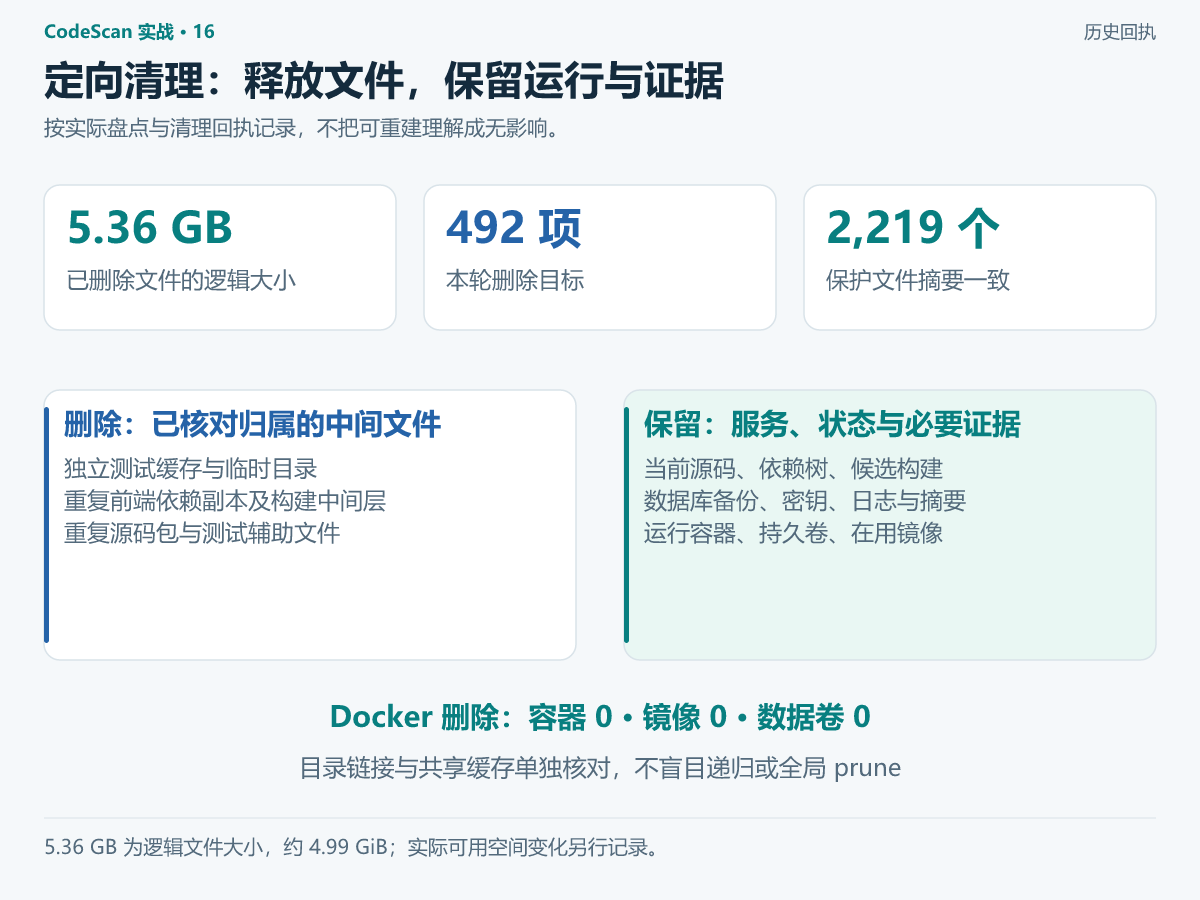 CodeScan 实战 • 16
历史回执
定向清理：释放文件，保留运行与证据
按实际盘点与清理回执记录，不把可重建理解成无影响。
5.36 GB
已删除文件的逻辑大小
492 项
本轮删除目标
2,219 个
保护文件摘要一致
删除：已核对归属的中间文件
独立测试缓存与临时目录
重复前端依赖副本及构建中间层
重复源码包与测试辅助文件
保留：服务、状态与必要证据
当前源码、依赖树、候选构建
数据库备份、密钥、日志与摘要
运行容器、持久卷、在用镜像
Docker 删除：容器 0 • 镜像 0 • 数据卷 0
目录链接与共享缓存单独核对，不盲目递归或全局 prune
5.36 GB 为逻辑文件大小，约 4.99 GiB；实际可用空间变化另行记录。